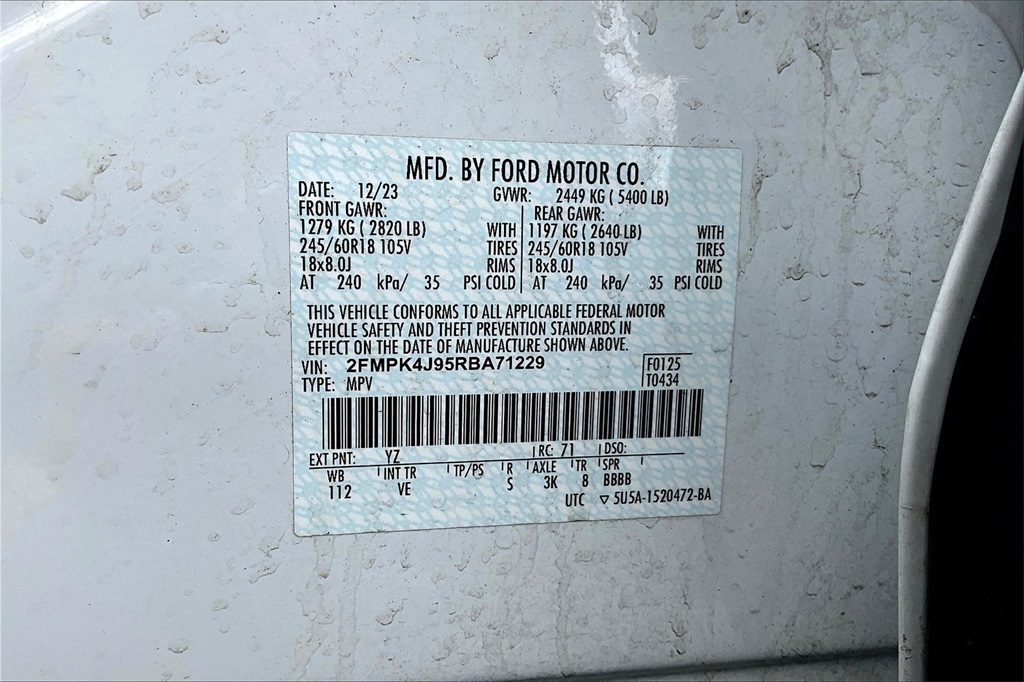 MFD. BY FORD MOTOR CO.
DATE: 12/23 GVWR: 2449 KG ( 5400 LB)
FRONT GAWR: REAR GAWR:
1279 KG ( 2820 LB) WITH 1197 KG ( 2640 LB) WITH
245/60R18 105V TIRES 245/60R18 105V TIRES
18x8.0J RIMS 18x8.0J RIMS
AT 240 kPa/ 35 PSI COLD AT 240 kPa/ 35 PSI COLD
THIS VEHICLE CONFORMS TO ALL APPLICABLE FEDERAL MOTOR
VEHICLE SAFETY AND THEFT PREVENTION STANDARDS IN
EFFECT ON THE DATE OF MANUFACTURE SHOWN ABOVE.
VIN: 2FMPK4J95RBA71229 F0125
TYPE: MPV T0434
EXT PNT: YZ RC: 71 DSO:
WB INT TR TP/PS R AXLE TR SPR
112 VE S 3K 8 BBBB
UTC ▽ 5U5A-1520472-BA